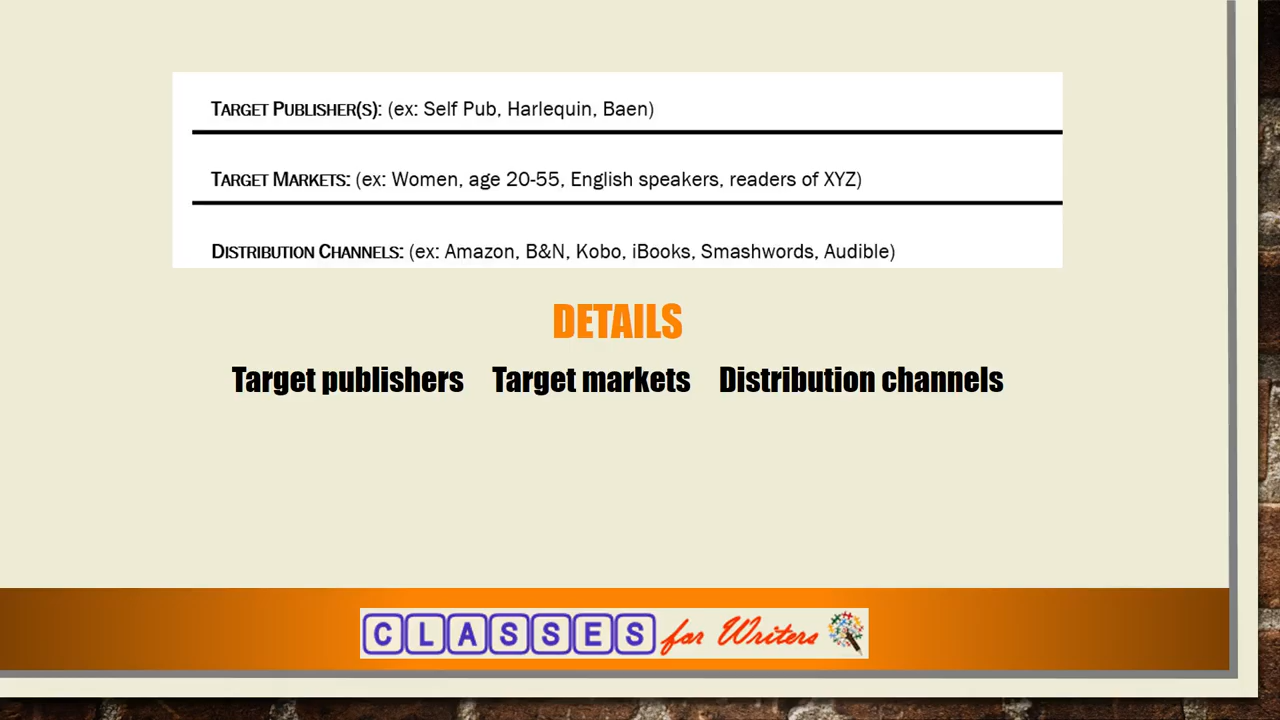 TARGET PUBLISHER(S): (ex: Self Pub, Harlequin, Baen)
TARGET MARKETS: (ex: Women, age 20-55, English speakers, readers of XYZ)
DISTRIBUTION CHANNELS: (ex: Amazon, B&N, Kobo, iBooks, Smashwords, Audible)
DETAILS
Target publishers Target markets Distribution channels
CLASSES for Writers